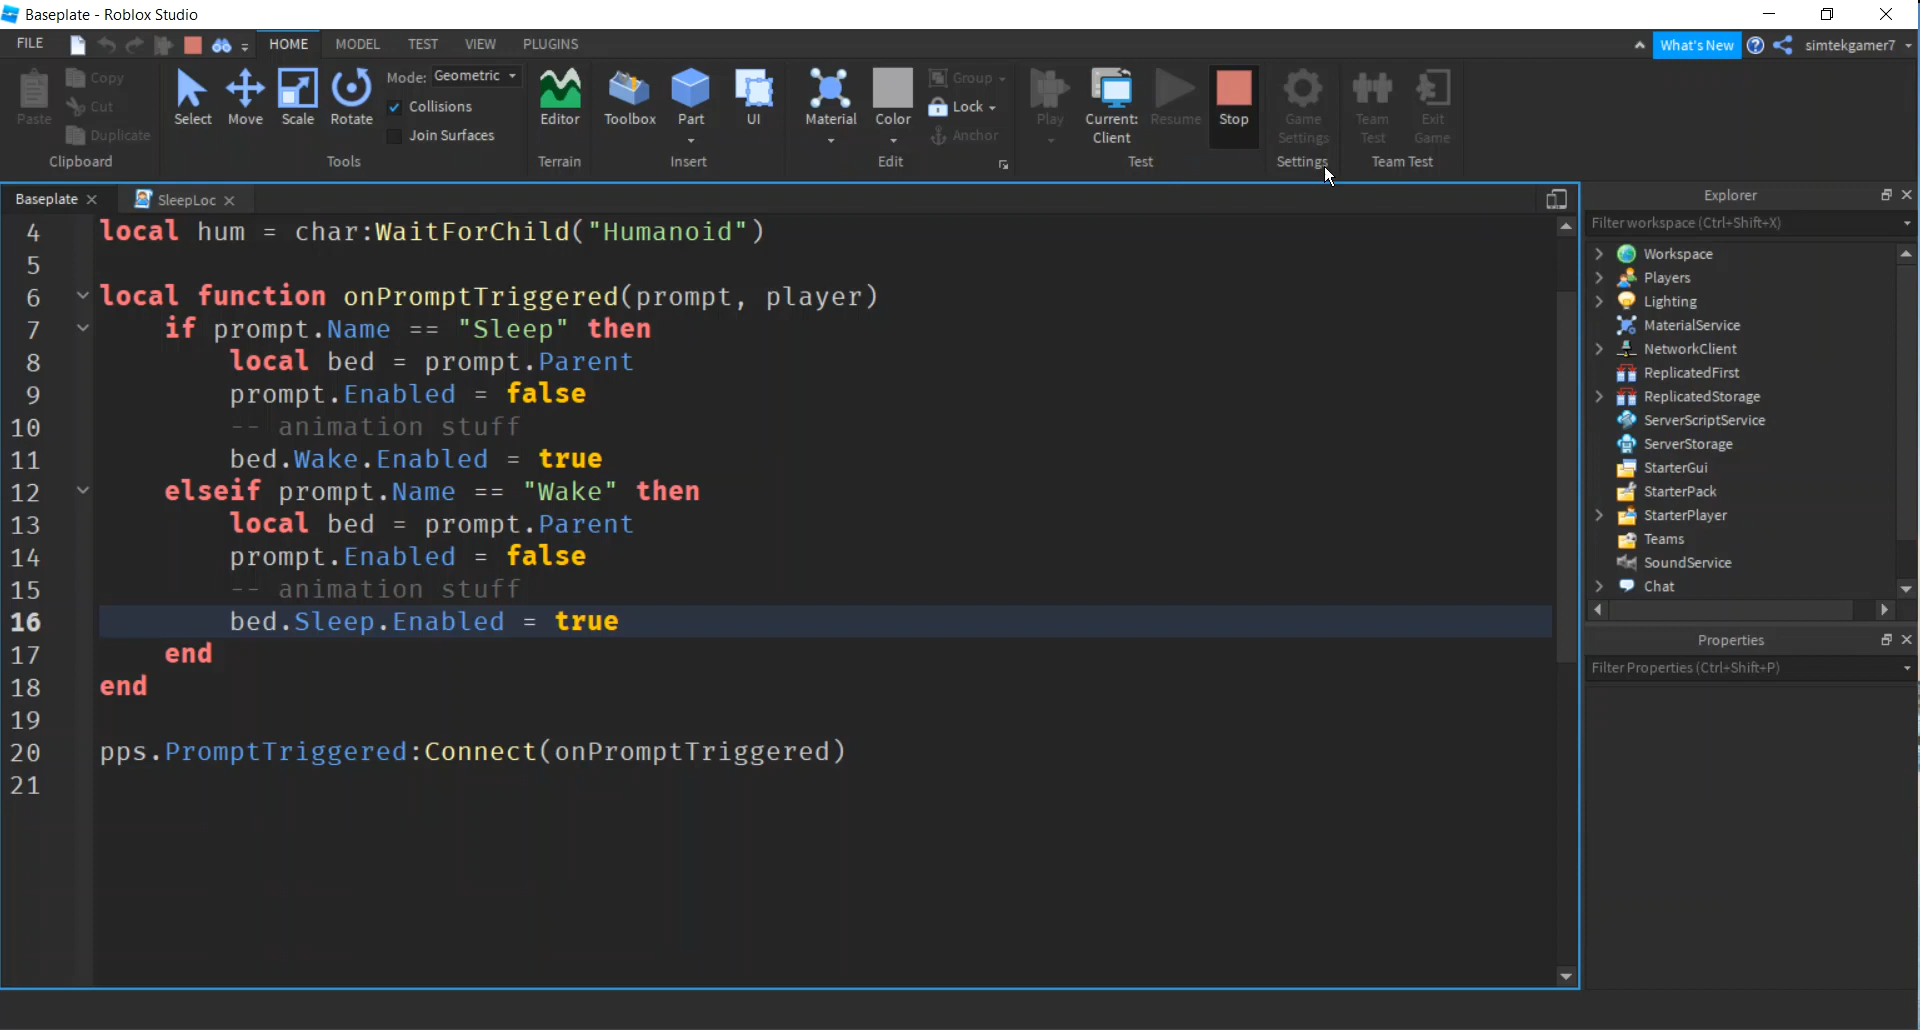 Baseplate - Roblox Studio
FILE HOME MODEL TEST VIEW PLUGINS What's New simtekgamer7
Paste Copy Cut Duplicate
Clipboard
Select Move Scale Rotate
Mode: Geometric
Collisions
Join Surfaces
Tools
Editor
Terrain
Toolbox Part UI
Insert
Material Color Group Lock Anchor
Edit
Play Current: Client Resume Stop
Test
Game Settings
Settings
Team Test Exit Game
Team Test
Baseplate SleepLoc
4 local hum = char:WaitForChild("Humanoid")
5
6 local function onPromptTriggered(prompt, player)
7 if prompt.Name == "Sleep" then
8 local bed = prompt.Parent
9 prompt.Enabled = false
10 -- animation stuff
11 bed.Wake.Enabled = true
12 elseif prompt.Name == "Wake" then
13 local bed = prompt.Parent
14 prompt.Enabled = false
15 -- animation stuff
16 bed.Sleep.Enabled = true
17 end
18 end
19
20 pps.PromptTriggered:Connect(onPromptTriggered)
21
Explorer
Filter workspace (Ctrl+Shift+X)
Workspace
Players
Lighting
MaterialService
NetworkClient
ReplicatedFirst
ReplicatedStorage
ServerScriptService
ServerStorage
StarterGui
StarterPack
StarterPlayer
Teams
SoundService
Chat
Properties
Filter Properties (Ctrl+Shift+P)